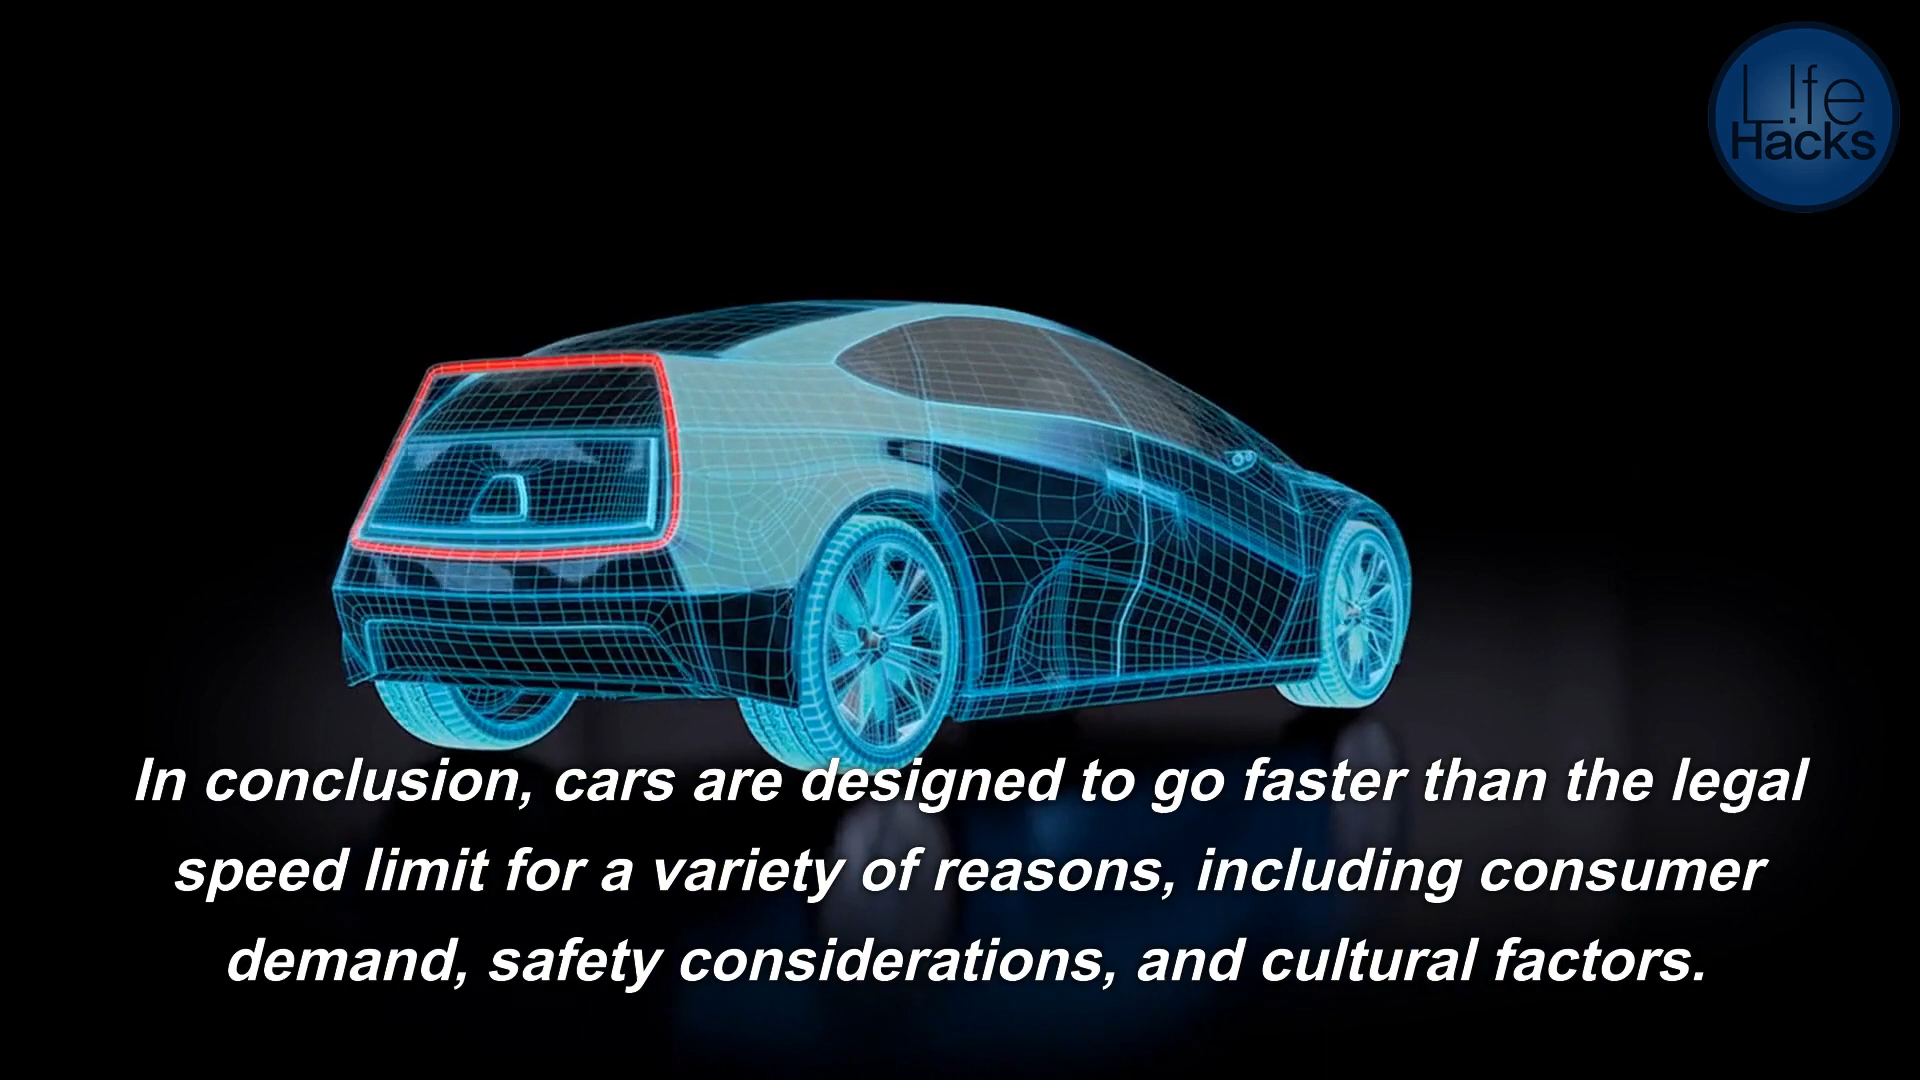 L!fe
Hacks
In conclusion, cars are designed to go faster than the legal
speed limit for a variety of reasons, including consumer
demand, safety considerations, and cultural factors.